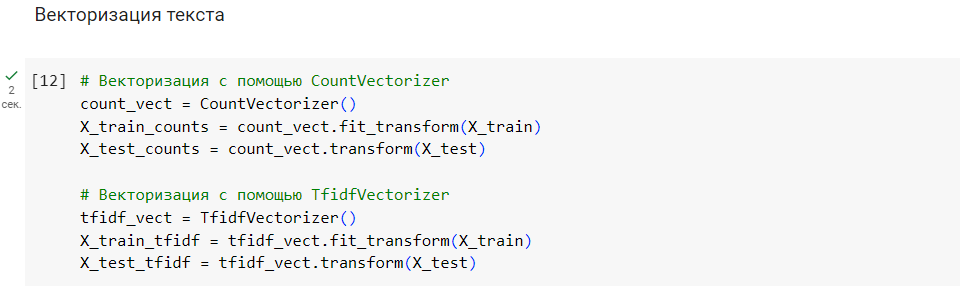 Векторизация текста
[12] # Векторизация с помощью CountVectorizer
2 count_vect = CountVectorizer()
сек. X_train_counts = count_vect.fit_transform(X_train)
X_test_counts = count_vect.transform(X_test)
# Векторизация с помощью TfidfVectorizer
tfidf_vect = TfidfVectorizer()
X_train_tfidf = tfidf_vect.fit_transform(X_train)
X_test_tfidf = tfidf_vect.transform(X_test)